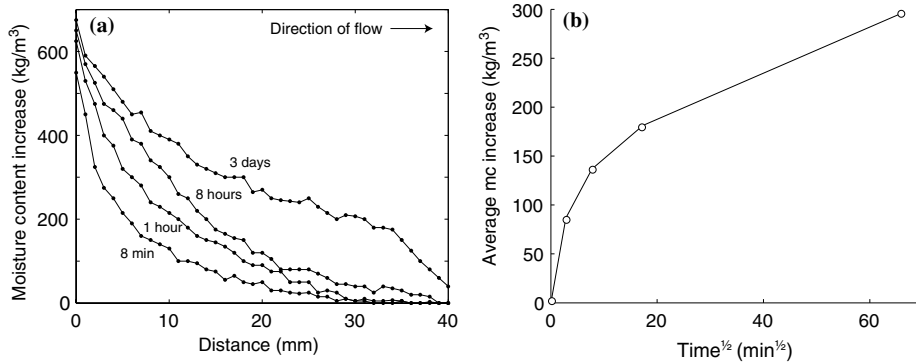 (a)
Direction of flow
Moisture content increase (kg/m³)
600
400
200
0
3 days
8 hours
1 hour
8 min
0
10
20
30
40
Distance (mm)
(b)
Average mc increase (kg/m³)
300
250
200
150
100
50
0
0
20
40
60
Time½ (min½)